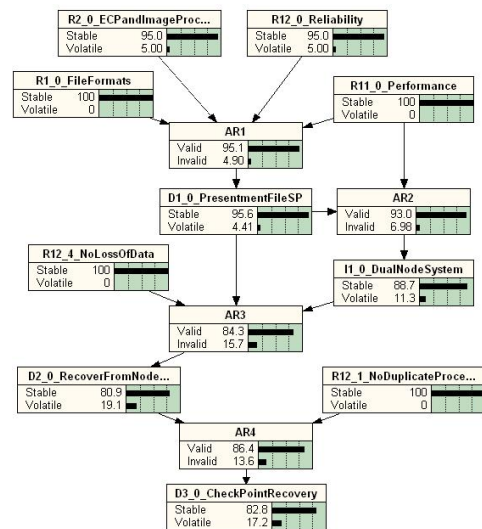 R2_0_ECPandImageProc...
Stable 95.0
Volatile 5.00
R12_0_Reliability
Stable 95.0
Volatile 5.00
R1_0_FileFormats
Stable 100
Volatile 0
R11_0_Performance
Stable 100
Volatile 0
AR1
Valid 95.1
Invalid 4.90
D1_0_PresentmentFileSP
Stable 95.6
Volatile 4.41
AR2
Valid 93.0
Invalid 6.98
R12_4_NoLossOfData
Stable 100
Volatile 0
I1_0_DualNodeSystem
Stable 88.7
Volatile 11.3
AR3
Valid 84.3
Invalid 15.7
D2_0_RecoverFromNode...
Stable 80.9
Volatile 19.1
R12_1_NoDuplicateProce...
Stable 100
Volatile 0
AR4
Valid 86.4
Invalid 13.6
D3_0_CheckPointRecovery
Stable 82.8
Volatile 17.2